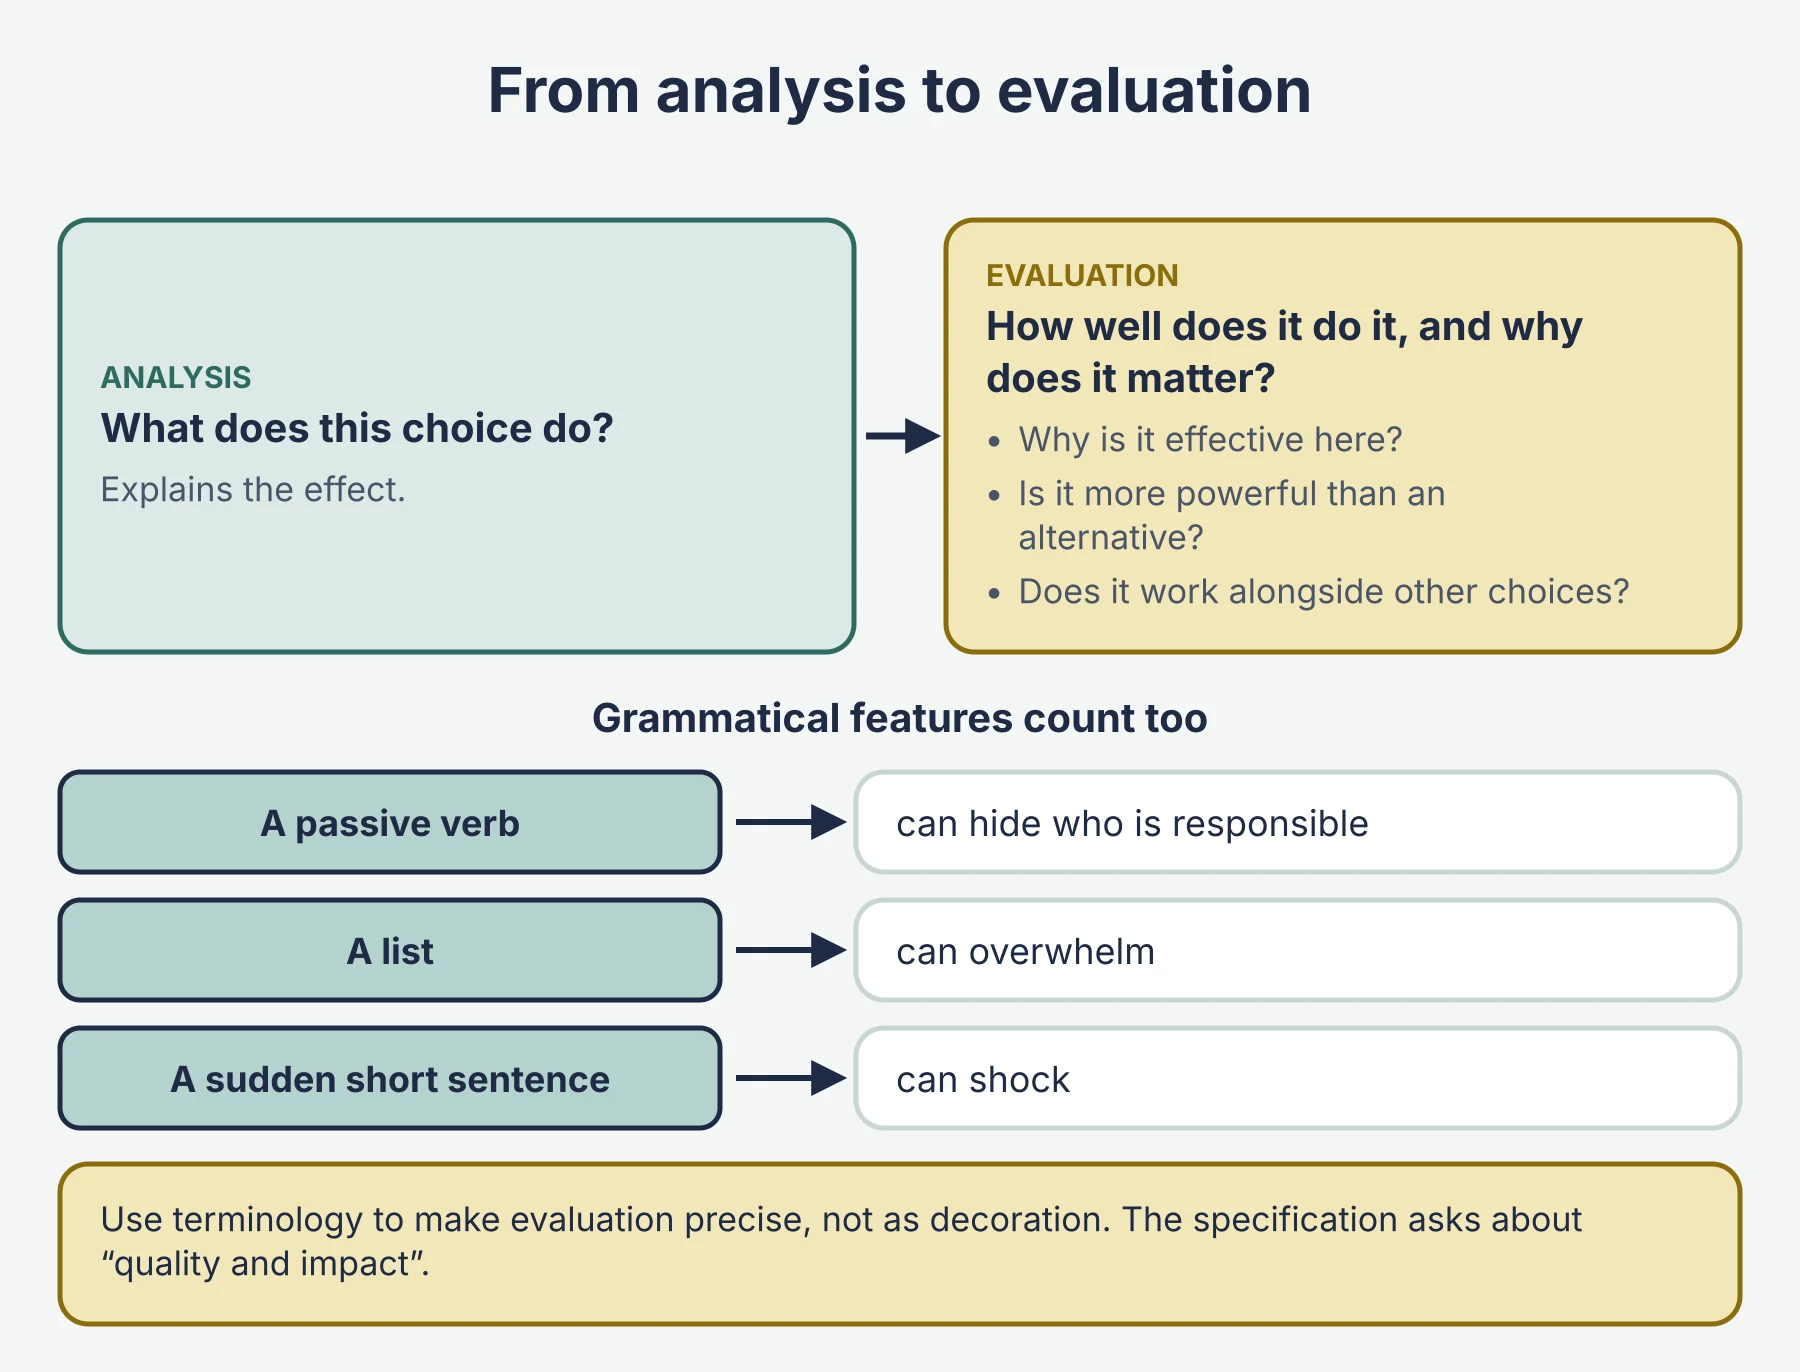 From analysis to evaluation
ANALYSIS
What does this choice do?
Explains the effect.
EVALUATION
How well does it do it, and why
does it matter?
• Why is it effective here?
• Is it more powerful than an
alternative?
• Does it work alongside other choices?
Grammatical features count too
A passive verb
can hide who is responsible
A list
can overwhelm
A sudden short sentence
can shock
Use terminology to make evaluation precise, not as decoration. The specification asks about
“quality and impact”.